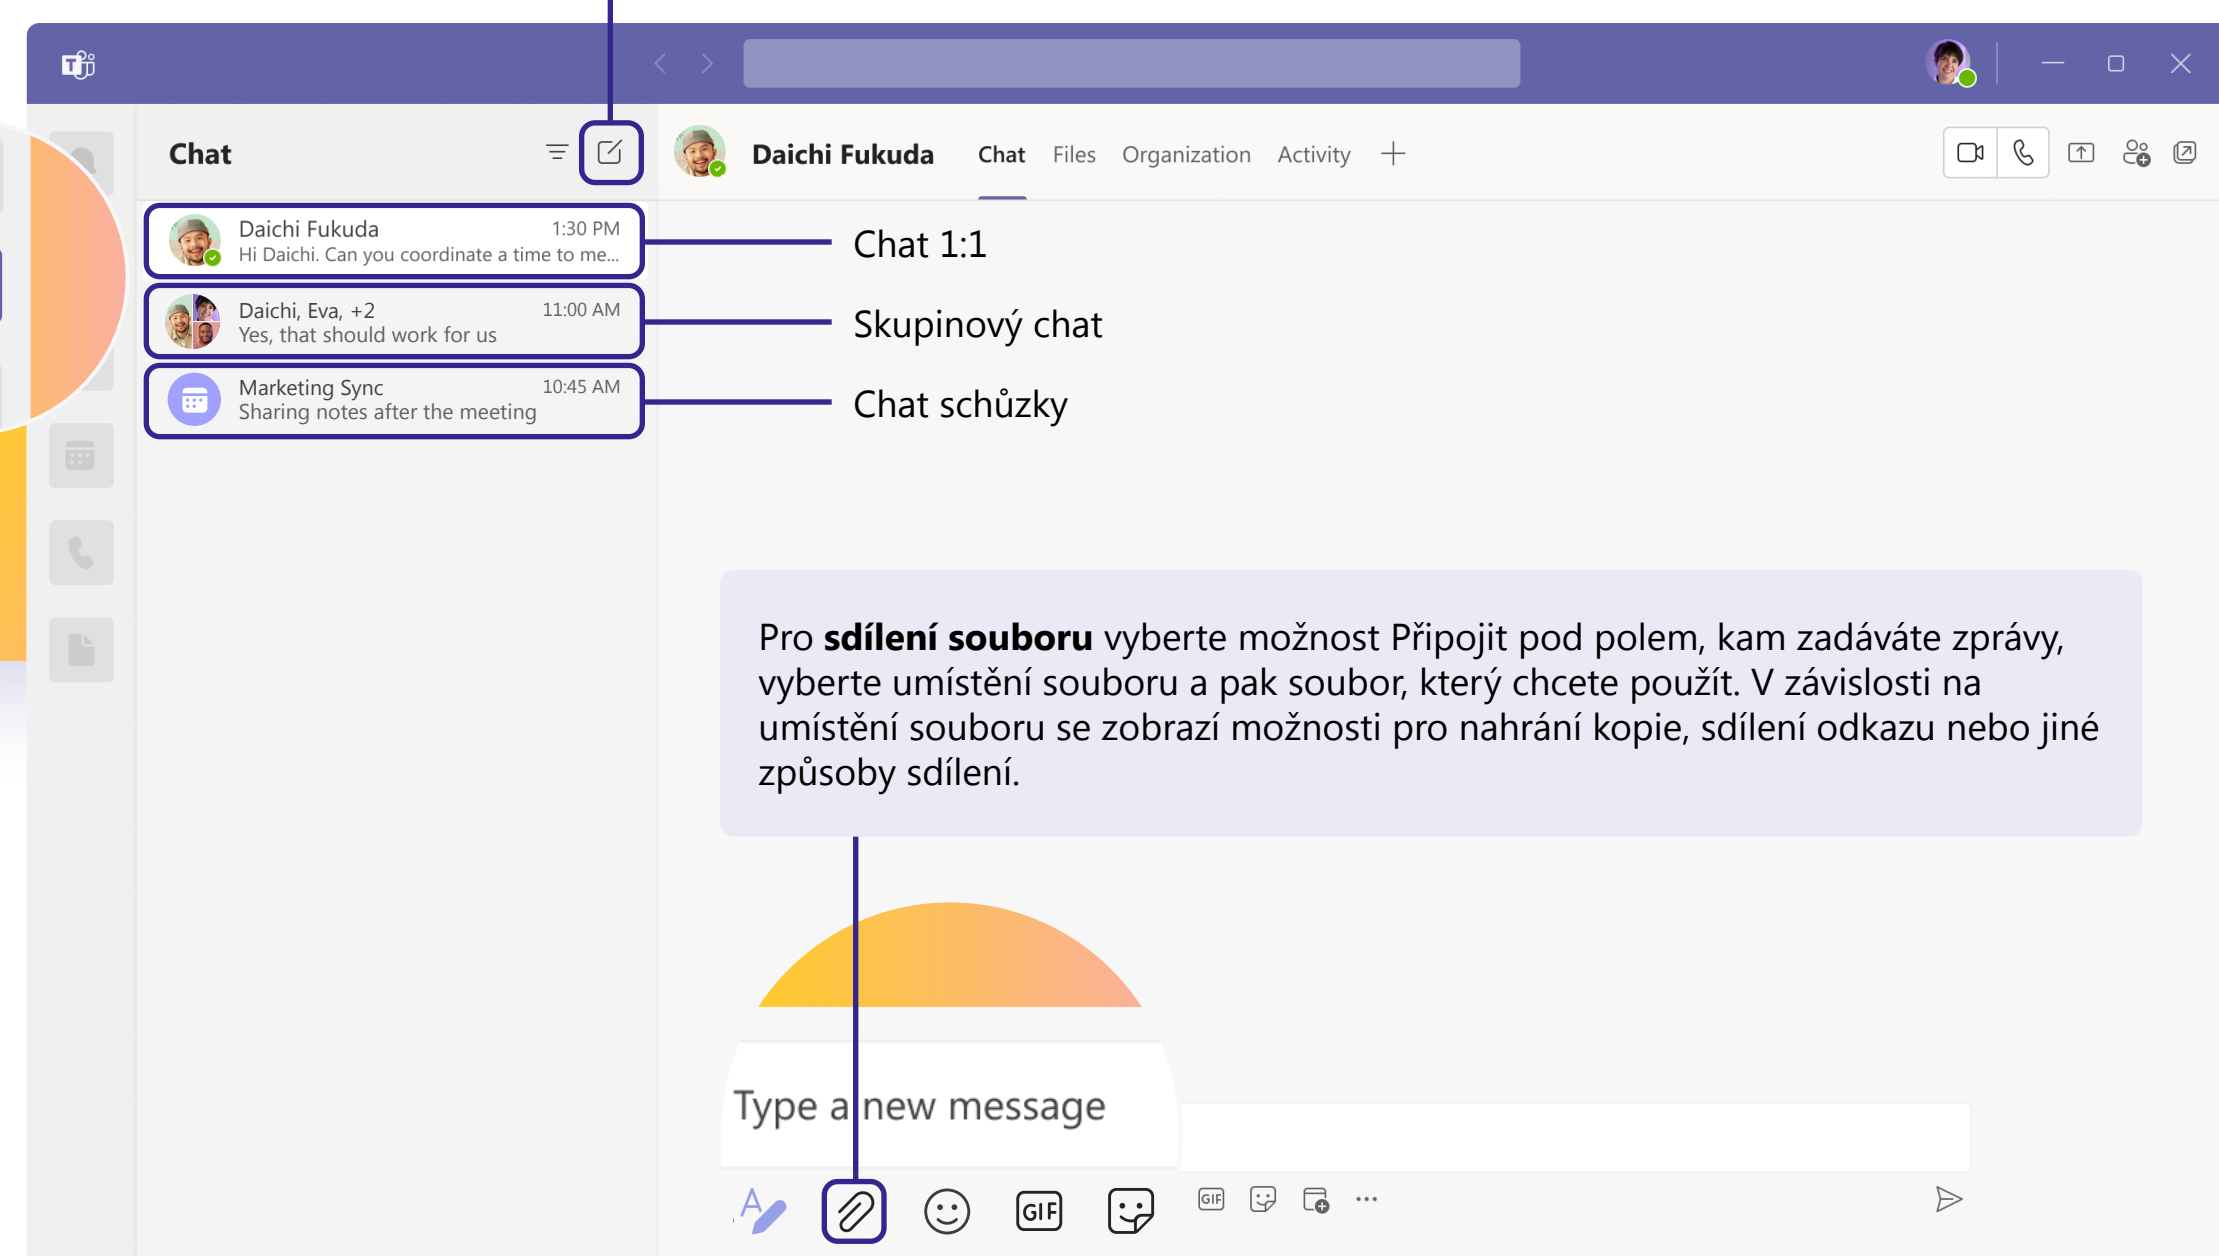 Chat
Daichi Fukuda Chat Files Organization Activity
Daichi Fukuda 1:30 PM
Hi Daichi. Can you coordinate a time to me...
Chat 1:1
Daichi, Eva, +2 11:00 AM
Yes, that should work for us
Skupinový chat
Marketing Sync 10:45 AM
Sharing notes after the meeting
Chat schůzky
Pro sdílení souboru vyberte možnost Připojit pod polem, kam zadáváte zprávy,
vyberte umístění souboru a pak soubor, který chcete použít. V závislosti na
umístění souboru se zobrazí možnosti pro nahrání kopie, sdílení odkazu nebo jiné
způsoby sdílení.
Type a new message
GIF
GIF